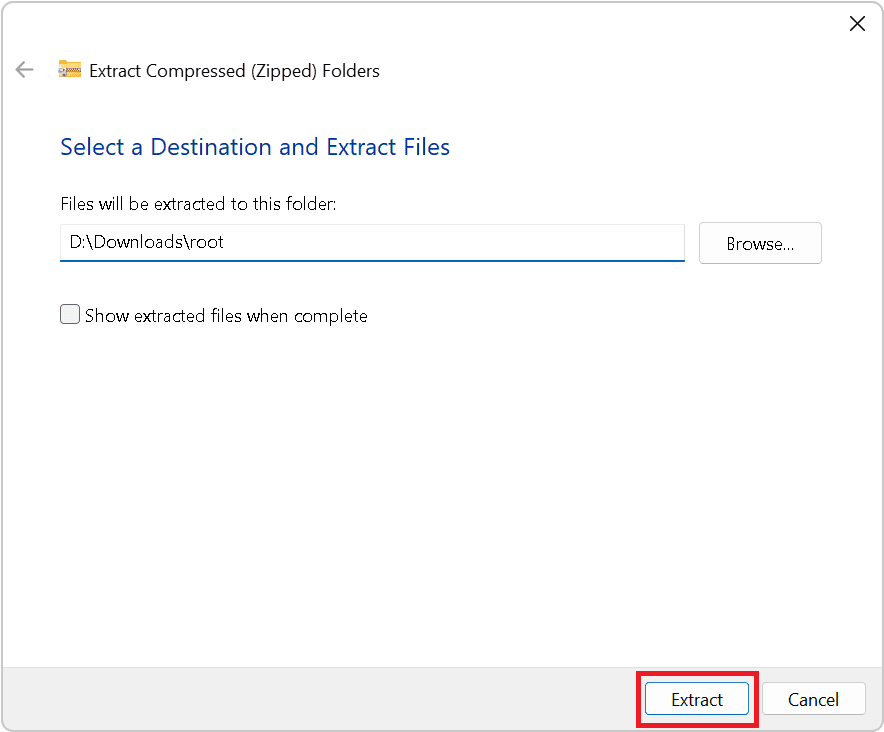 Extract Compressed (Zipped) Folders
Select a Destination and Extract Files
Files will be extracted to this folder:
D:\Downloads\root
Browse...
Show extracted files when complete
Extract
Cancel